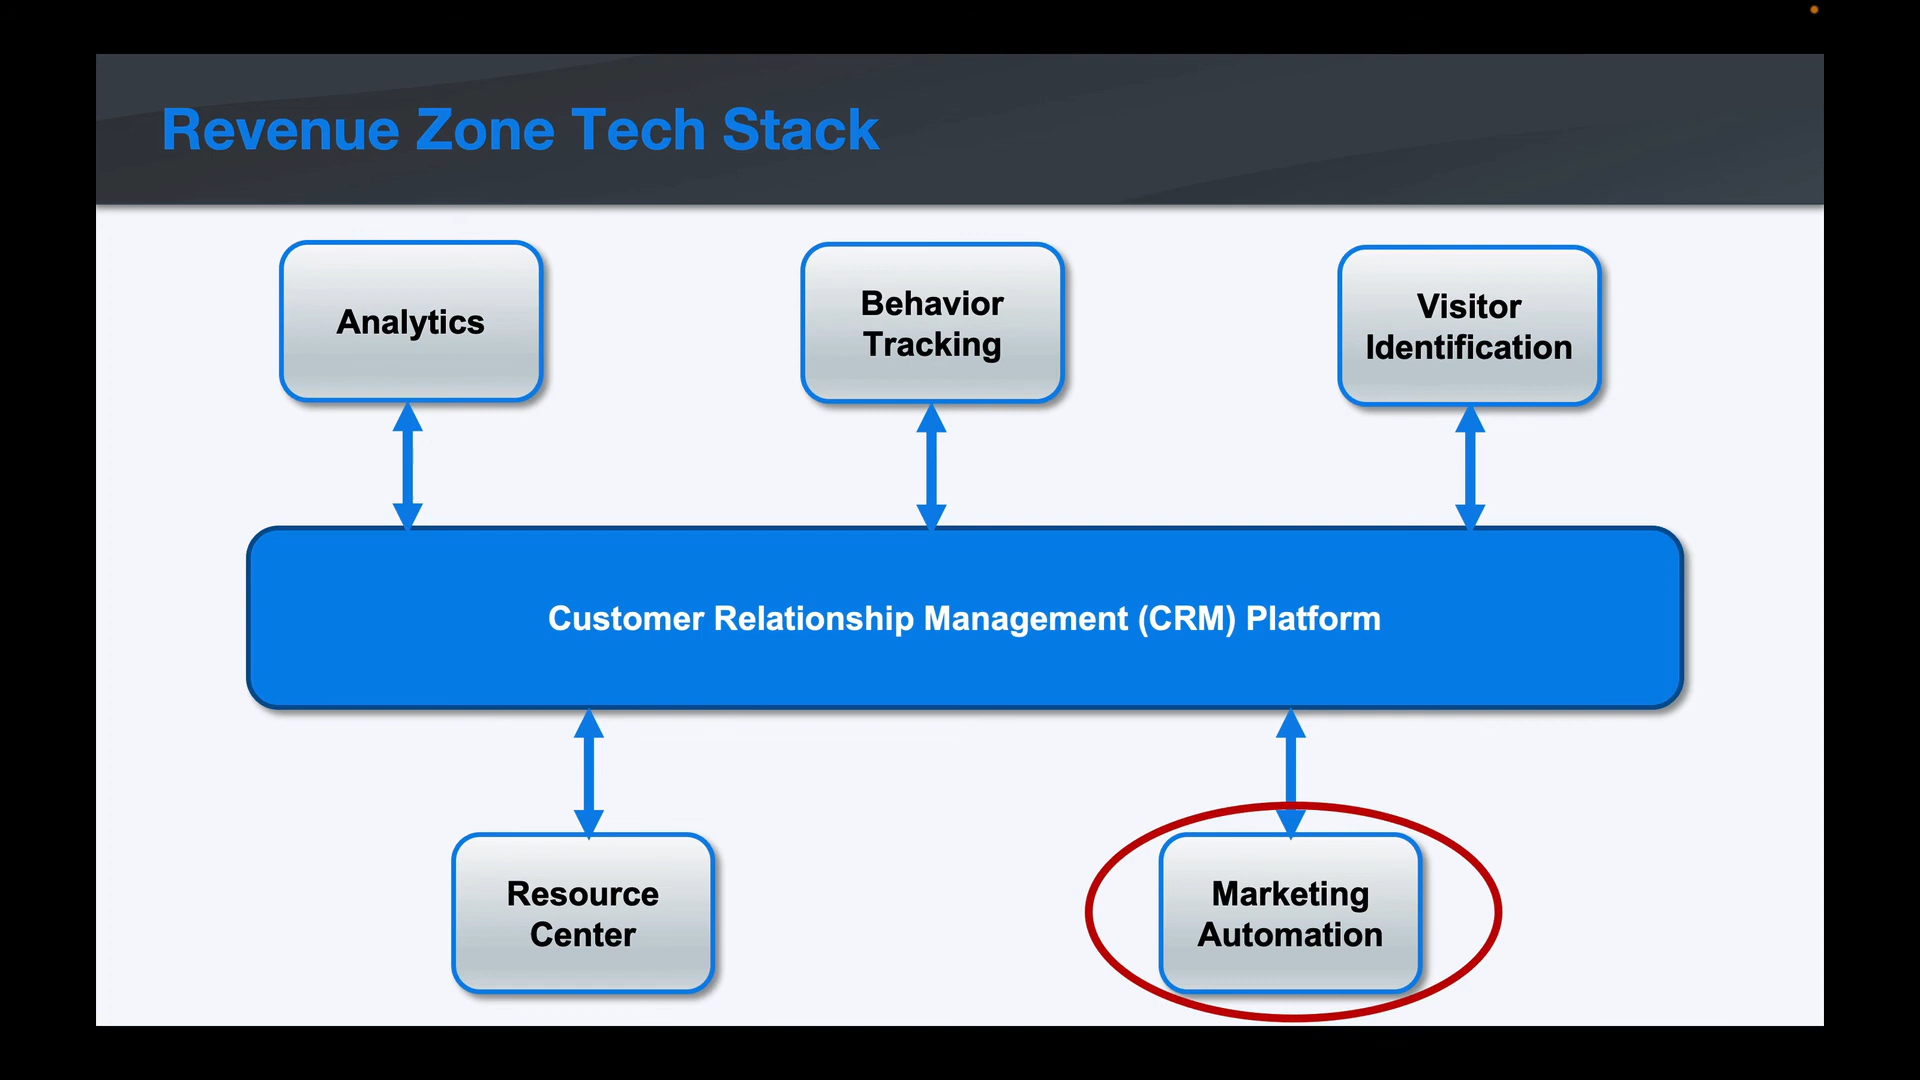 Revenue Zone Tech Stack
Analytics
Behavior
Tracking
Visitor
Identification
Customer Relationship Management (CRM) Platform
Resource
Center
Marketing
Automation